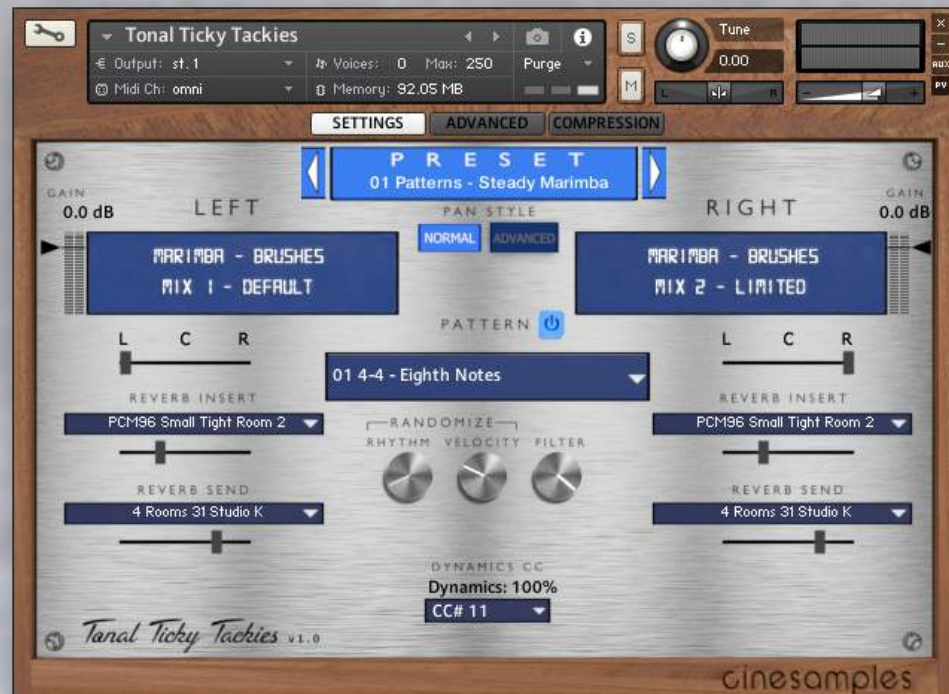 Tonal Ticky Tackies
Output: st.1
Voices: 0 Max: 250
Purge
Midi Ch: omni
Memory: 92.05 MB
S
M
Tune
0.00
L R
- +
×
-
AUX
PV
SETTINGS ADVANCED COMPRESSION
PRESET
01 Patterns - Steady Marimba
GAIN
0.0 dB
LEFT
PAN STYLE
NORMAL ADVANCED
RIGHT
GAIN
0.0 dB
MARIMBA - BRUSHES
MIX 1 - DEFAULT
MARIMBA - BRUSHES
MIX 2 - LIMITED
PATTERN
L C R
L C R
01 4-4 - Eighth Notes
REVERB INSERT
PCM96 Small Tight Room 2
REVERB INSERT
PCM96 Small Tight Room 2
RANDOMIZE
RHYTHM VELOCITY FILTER
REVERB SEND
4 Rooms 31 Studio K
REVERB SEND
4 Rooms 31 Studio K
DYNAMICS CC
Dynamics: 100%
CC# 11
Tonal Ticky Tackies v1.0
cinesamples